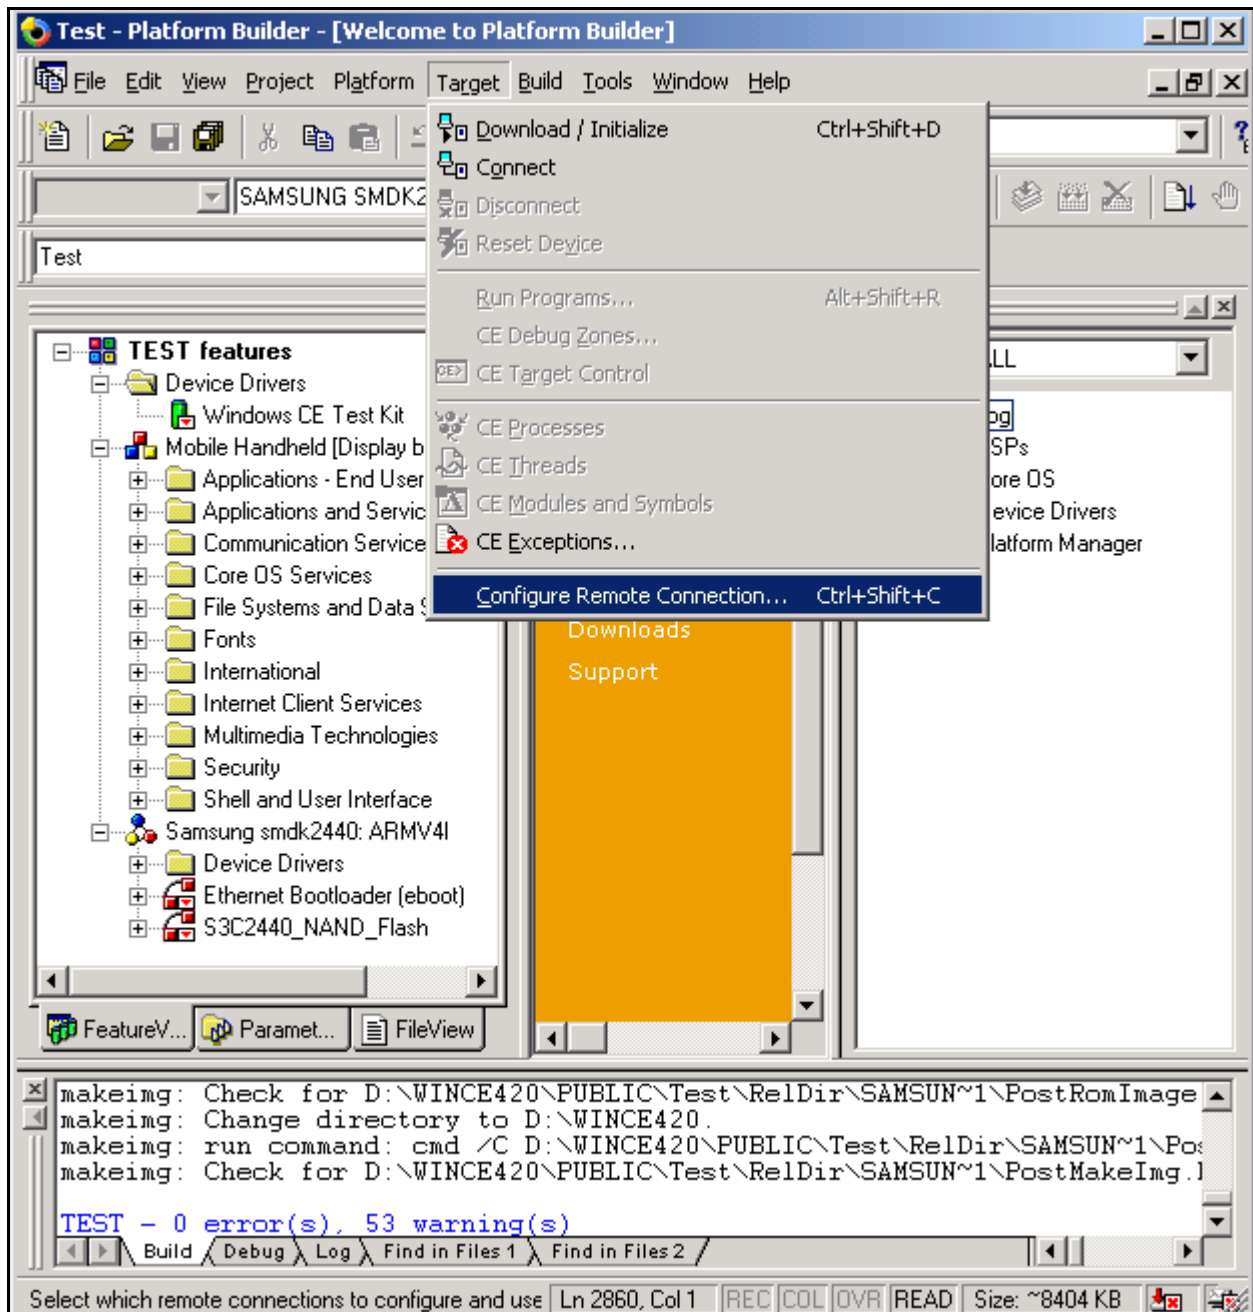 Test - Platform Builder - [Welcome to Platform Builder]
File Edit View Project Platform Target Build Tools Window Help
Download / Initialize Ctrl+Shift+D
Connect
SAMSUNG SMDK2
Disconnect
Reset Device
Test
Run Programs... Alt+Shift+R
CE Debug Zones...
CE Target Control
CE Processes
CE Threads
CE Modules and Symbols
CE Exceptions...
Configure Remote Connection... Ctrl+Shift+C
TEST features
Device Drivers
Windows CE Test Kit
Mobile Handheld [Display b
Applications - End User
Applications and Servic
Communication Service
Core OS Services
File Systems and Data S
Fonts
International
Internet Client Services
Multimedia Technologies
Security
Shell and User Interface
Samsung smdk2440: ARMV4I
Device Drivers
Ethernet Bootloader (eboot)
S3C2440_NAND_Flash
FeatureV... Paramet... FileView
Downloads
Support
LL
og
SPs
ore OS
evice Drivers
latform Manager
makeimg: Check for D:\WINCE420\PUBLIC\Test\RelDir\SAMSUN~1\PostRomImage
makeimg: Change directory to D:\WINCE420.
makeimg: run command: cmd /C D:\WINCE420\PUBLIC\Test\RelDir\SAMSUN~1\Pos
makeimg: Check for D:\WINCE420\PUBLIC\Test\RelDir\SAMSUN~1\PostMakeImg.
TEST - 0 error(s), 53 warning(s)
Build Debug Log Find in Files 1 Find in Files 2
Select which remote connections to configure and use Ln 2860, Col 1 REC COL OVR READ Size: ~8404 KB